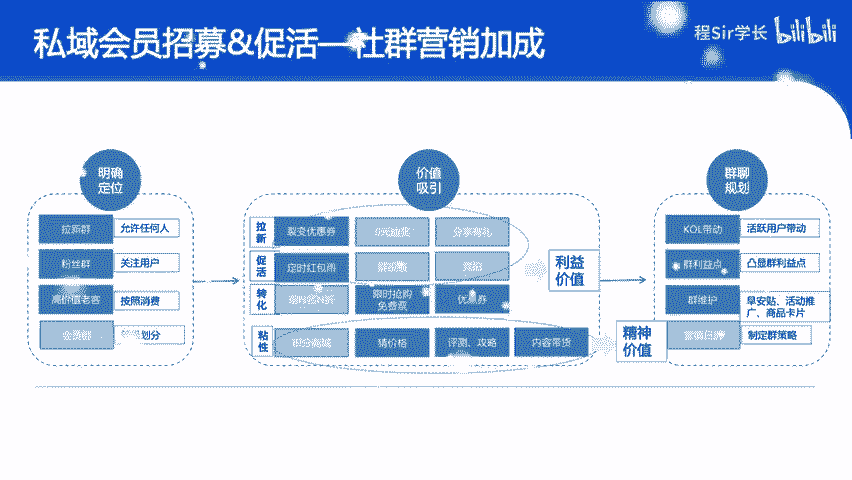 私域会员招募&促活—社群营销加成
程Sir学长 bilibili
明确
定位
拉新群 允许任何人
粉丝群 关注用户
高价值老客 按照消费
会员群 划分
价值
吸引
拉新 裂变优惠券 分享有礼
促活 定时红包雨
转化 限时抢购
免费票 优惠券
粘性 积分商城 猜价格 评测、攻略 内容带货
利益
价值
精神
价值
群聊
规划
KOL带动 活跃用户带动
群利益点 凸显群利益点
群维护 早安贴、活动推
广、商品卡片
营销日历 制定群策略